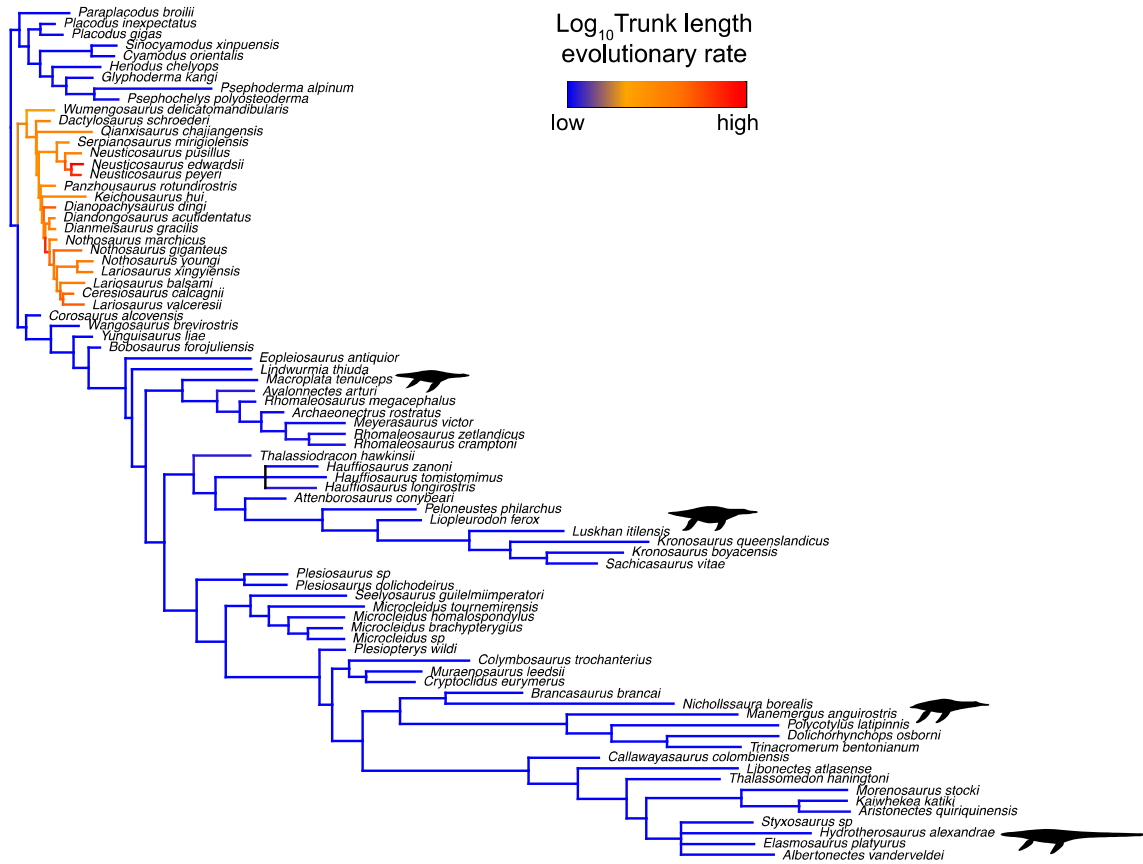 Log10Trunk length
evolutionary rate
low high
Paraplacodus broilii
Placodus inexpectatus
Placodus gigas
Sinocyamodus xinpuensis
Cyamodus orientalis
Henodus chelyops
Glyphoderma kangi
Psephoderma alpinum
Psephochelys polyosteoderma
Wumengosaurus delicatomandibularis
Dactylosaurus schroederi
Qianxisaurus chajiangensis
Serpianosaurus mirigiolensis
Neusticosaurus pusillus
Neusticosaurus edwardsii
Neusticosaurus peyeri
Panzhousaurus rotundirostris
Keichousaurus hui
Dianopachysaurus dingi
Diandongosaurus acutidentatus
Dianmeisaurus gracilis
Nothosaurus marchicus
Nothosaurus giganteus
Nothosaurus youngi
Lariosaurus xingyiensis
Lariosaurus balsami
Ceresiosaurus calcagnii
Lariosaurus valceresii
Corosaurus alcovensis
Wangosaurus brevirostris
Yunguisaurus liae
Bobosaurus forojuliensis
Eopleiosaurus antiquior
Lindwurmia thiuda
Macroplata tenuiceps
Avalonnectes arturi
Rhomaleosaurus megacephalus
Archaeonectrus rostratus
Meyerasaurus victor
Rhomaleosaurus zetlandicus
Rhomaleosaurus cramptoni
Thalassiodracon hawkinsii
Hauffiosaurus zanoni
Hauffiosaurus tomistomimus
Hauffiosaurus longirostris
Attenborosaurus conybeari
Peloneustes philarchus
Liopleurodon ferox
Luskhan itilensis
Kronosaurus queenslandicus
Kronosaurus boyacensis
Sachicasaurus vitae
Plesiosaurus sp
Plesiosaurus dolichodeirus
Seelyosaurus guilelmiimperatori
Microcleidus tournemirensis
Microcleidus homalospondylus
Microcleidus brachypterygius
Microcleidus sp
Plesiopterys wildi
Colymbosaurus trochanterius
Muraenosaurus leedsii
Cryptoclidus eurymerus
Brancasaurus brancai
Nichollssaura borealis
Manemergus anguirostris
Polycotylus latipinnis
Dolichorhynchops osborni
Trinacromerum bentonianum
Callawayasaurus colombiensis
Libonectes atlasense
Thalassomedon haningtoni
Morenosaurus stocki
Kaiwhekea katiki
Aristonectes quiriquinensis
Styxosaurus sp
Hydrotherosaurus alexandrae
Elasmosaurus platyurus
Albertonectes vanderveldei